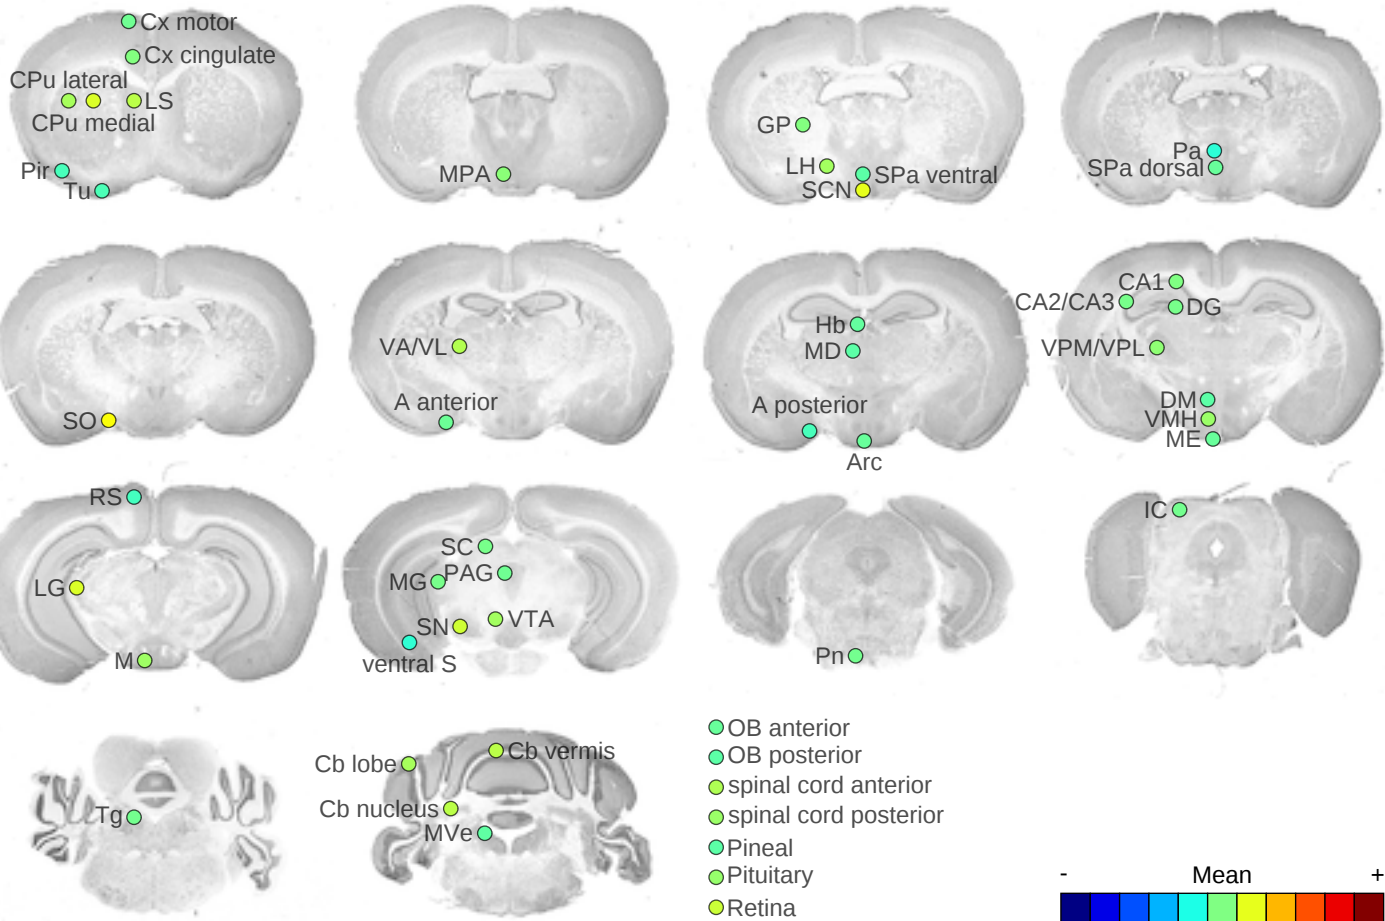 Cx motor
Cx cingulate
CPu lateral
LS
CPu medial
Pir
Tu
MPA
GP
LH
SPa ventral
SCN
Pa
SPa dorsal
SO
VA/VL
A anterior
Hb
MD
A posterior
Arc
CA1
CA2/CA3
DG
VPM/VPL
DM
VMH
ME
RS
LG
M
SC
MG
PAG
SN
VTA
ventral S
Pn
IC
Tg
Cb lobe
Cb vermis
Cb nucleus
MVe
OB anterior
OB posterior
spinal cord anterior
spinal cord posterior
Pineal
Pituitary
Retina
- Mean +